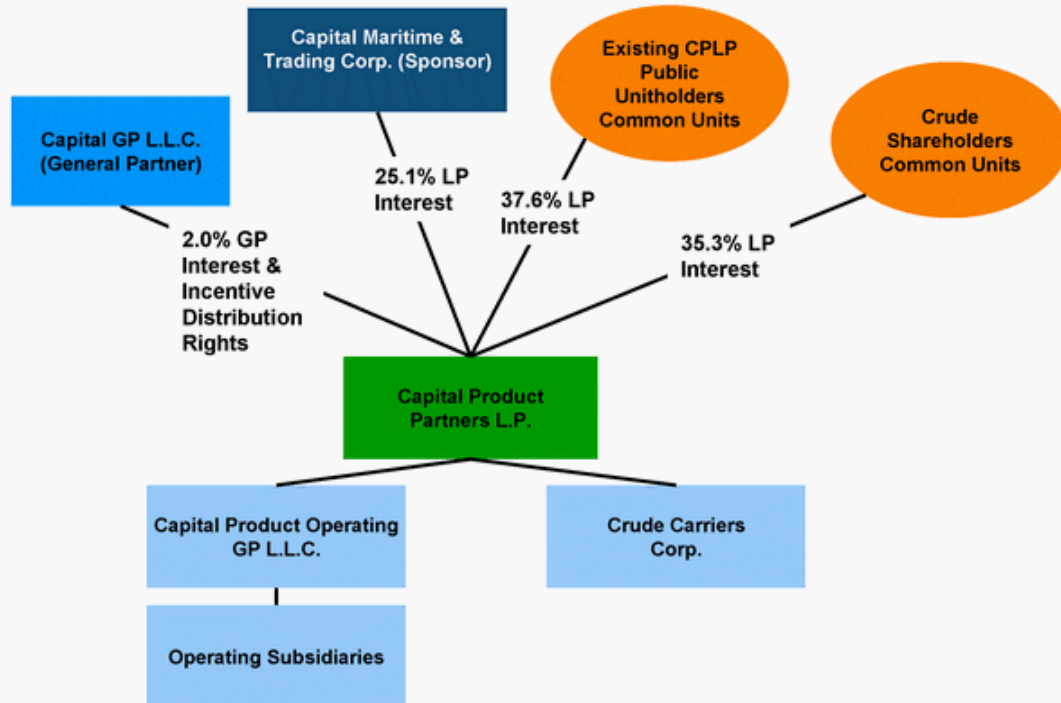 Capital Maritime &
Trading Corp. (Sponsor)
Existing CPLP
Public
Unitholders
Common Units
Crude
Shareholders
Common Units
Capital GP L.L.C.
(General Partner)
25.1% LP
Interest
37.6% LP
Interest
35.3% LP
Interest
2.0% GP
Interest &
Incentive
Distribution
Rights
Capital Product
Partners L.P.
Capital Product Operating
GP L.L.C.
Crude Carriers
Corp.
Operating Subsidiaries